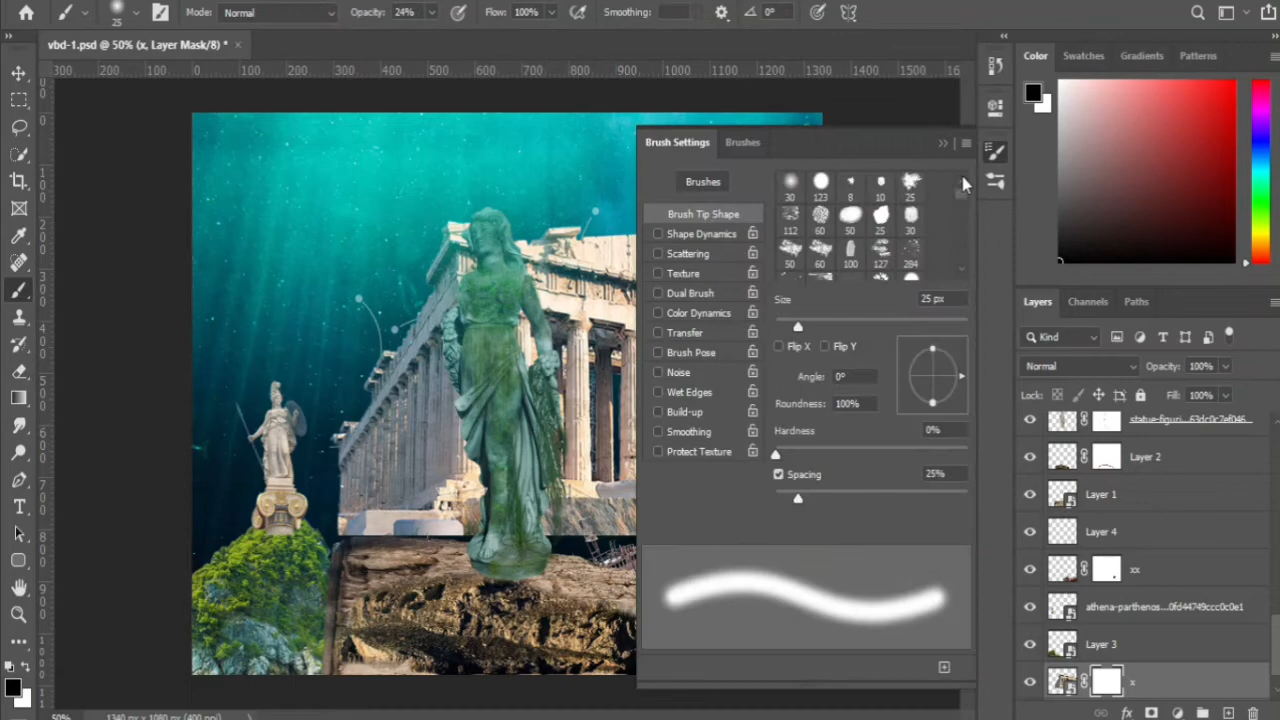 25
Mode: Normal
Opacity: 24%
Flow: 100%
Smoothing:
0°
vbd-1.psd @ 50% (x, Layer Mask/8) *
300 200 100 0 100 200 300 400 500 600 700 800 900 1000 1100 1200 1300 1400 1500
Brush Settings Brushes
Brushes
Brush Tip Shape
Shape Dynamics
Scattering
Texture
Dual Brush
Color Dynamics
Transfer
Brush Pose
Noise
Wet Edges
Build-up
Smoothing
Protect Texture
30 123 8 10 25
112 60 50 25 30
50 60 100 127 284
Size 25 px
Flip X Flip Y
Angle: 0°
Roundness: 100%
Hardness 0%
Spacing 25%
Color Swatches Gradients Patterns
Layers Channels Paths
Kind
Normal Opacity: 100%
Lock: Fill: 100%
statue-figuri...63dc0c7ef046
Layer 2
Layer 1
Layer 4
xx
athena-parthenos...0fd44749ccc0c0e1
Layer 3
x
50% 1340 px x 1080 px (400 ppi)